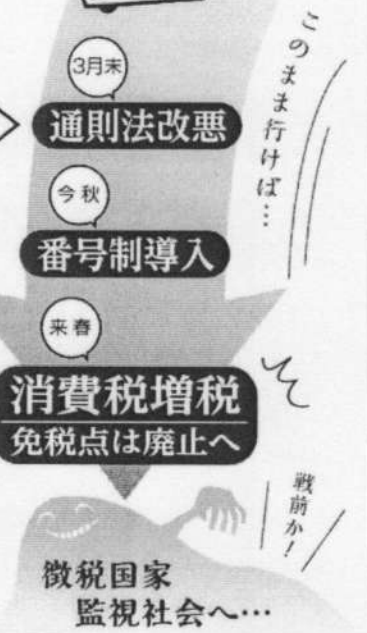 このまま行けば…
3月末
通則法改悪
今秋
番号制導入
来春
消費税増税
免税点は廃止へ
戦前か！
徴税国家
監視社会へ…